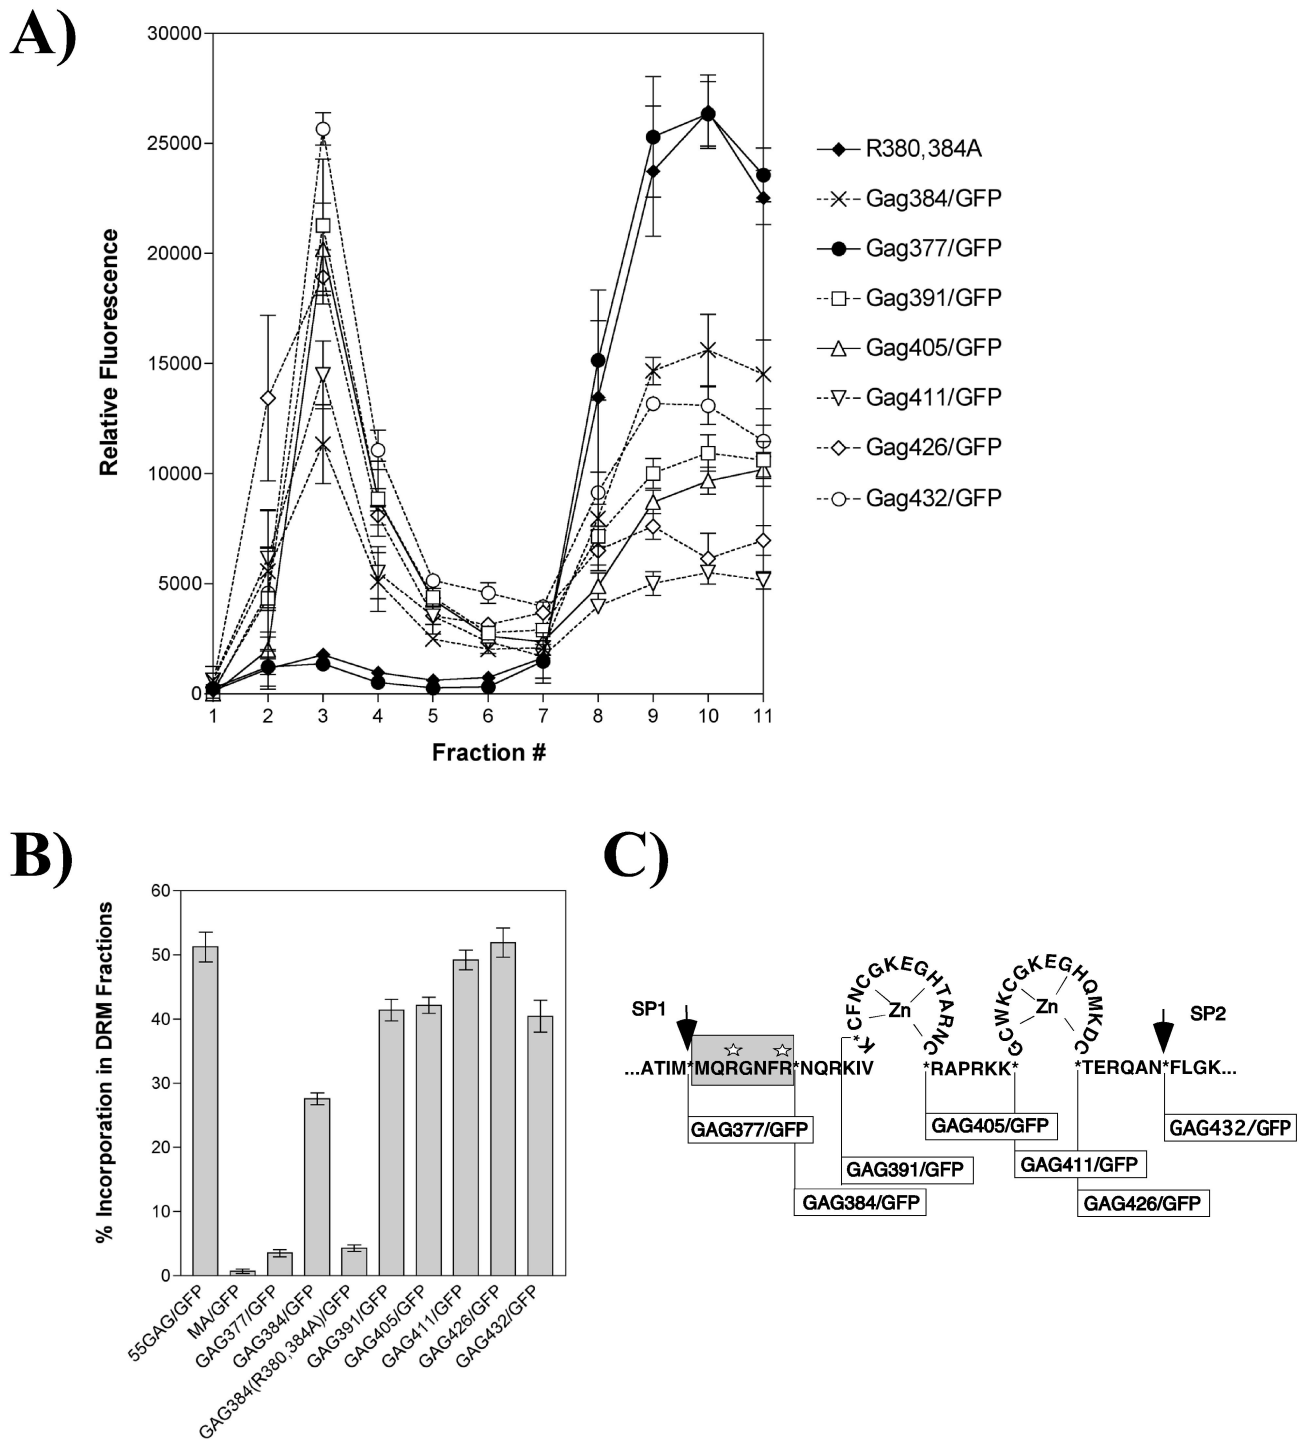 A)
30000
25000
20000
15000
10000
5000
0
Relative Fluorescence
1 2 3 4 5 6 7 8 9 10 11
Fraction #
R380,384A
Gag384/GFP
Gag377/GFP
Gag391/GFP
Gag405/GFP
Gag411/GFP
Gag426/GFP
Gag432/GFP
B)
60
50
40
30
20
10
0
% Incorporation in DRM Fractions
55GAG/GFP
MA/GFP
GAG377/GFP
GAG384/GFP
GAG384(R380,384A)/GFP
GAG391/GFP
GAG405/GFP
GAG411/GFP
GAG426/GFP
GAG432/GFP
C)
SP1
SP2
K*CFNCGKEGHTARNC
Zn
GCWKCGKEGHQMKDC
Zn
...ATIM*MQRGNFR*NQRKIV
*RAPRKK*
*TERQAN*FLGK...
GAG377/GFP
GAG405/GFP
GAG432/GFP
GAG391/GFP
GAG411/GFP
GAG384/GFP
GAG426/GFP